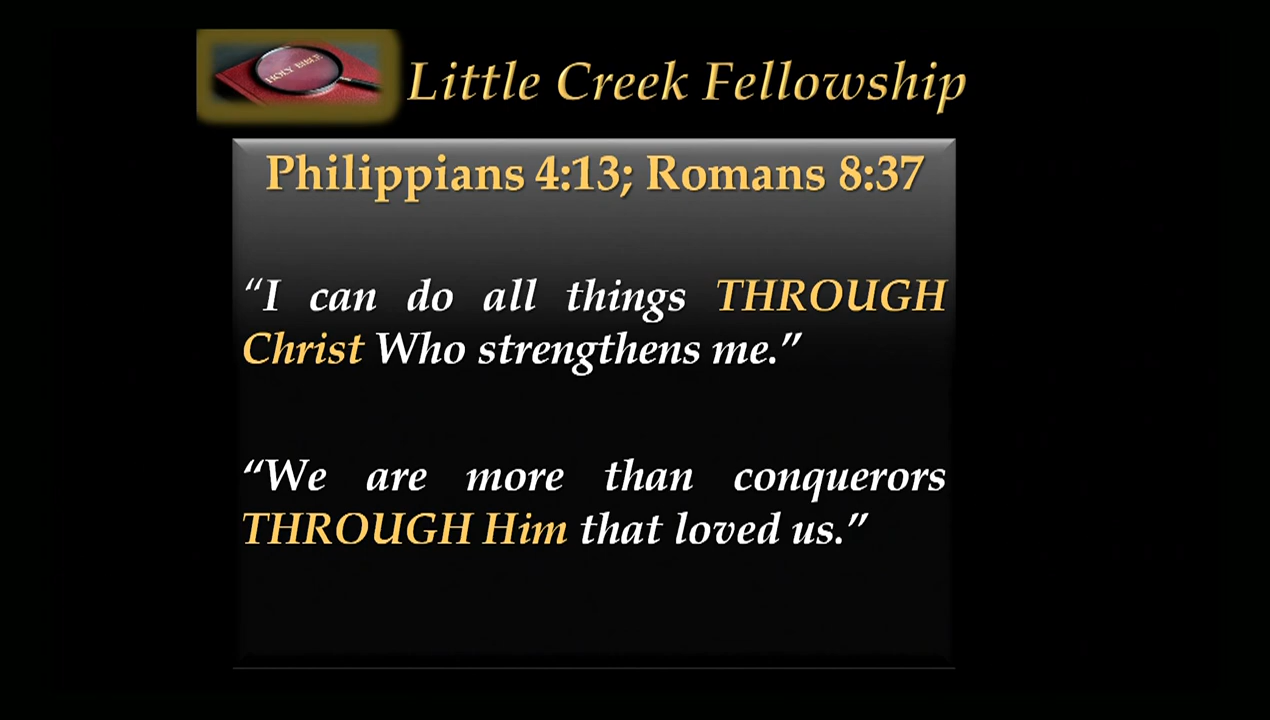 HOLY BIBLE
Little Creek Fellowship
Philippians 4:13; Romans 8:37
“I can do all things THROUGH
Christ Who strengthens me.”
“We are more than conquerors
THROUGH Him that loved us.”